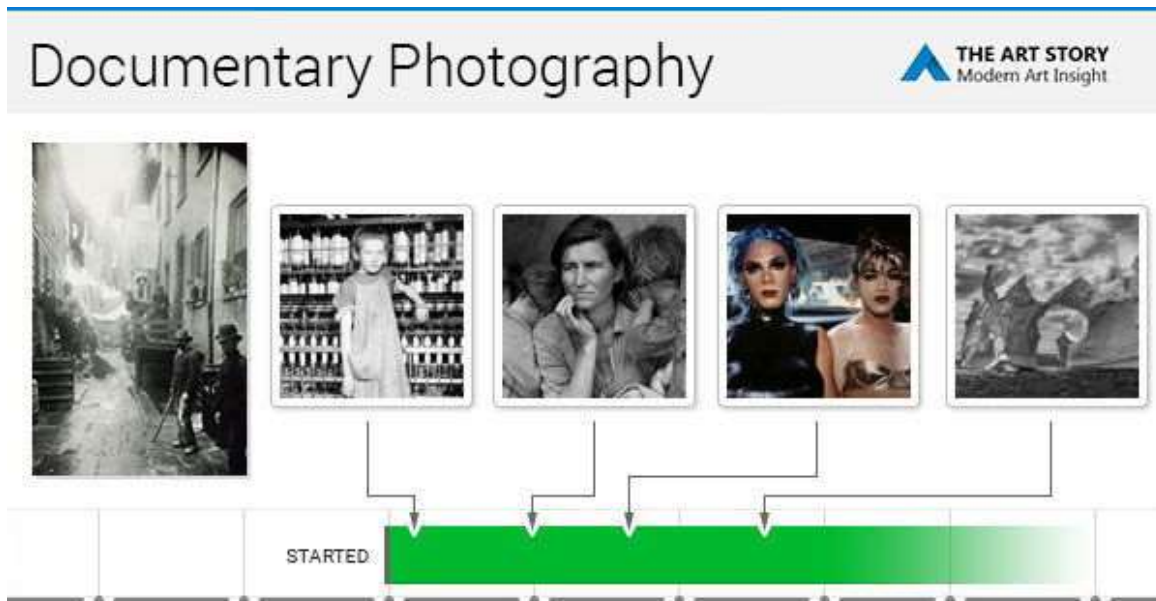 Documentary Photography
THE ART STORY
Modern Art Insight
STARTED